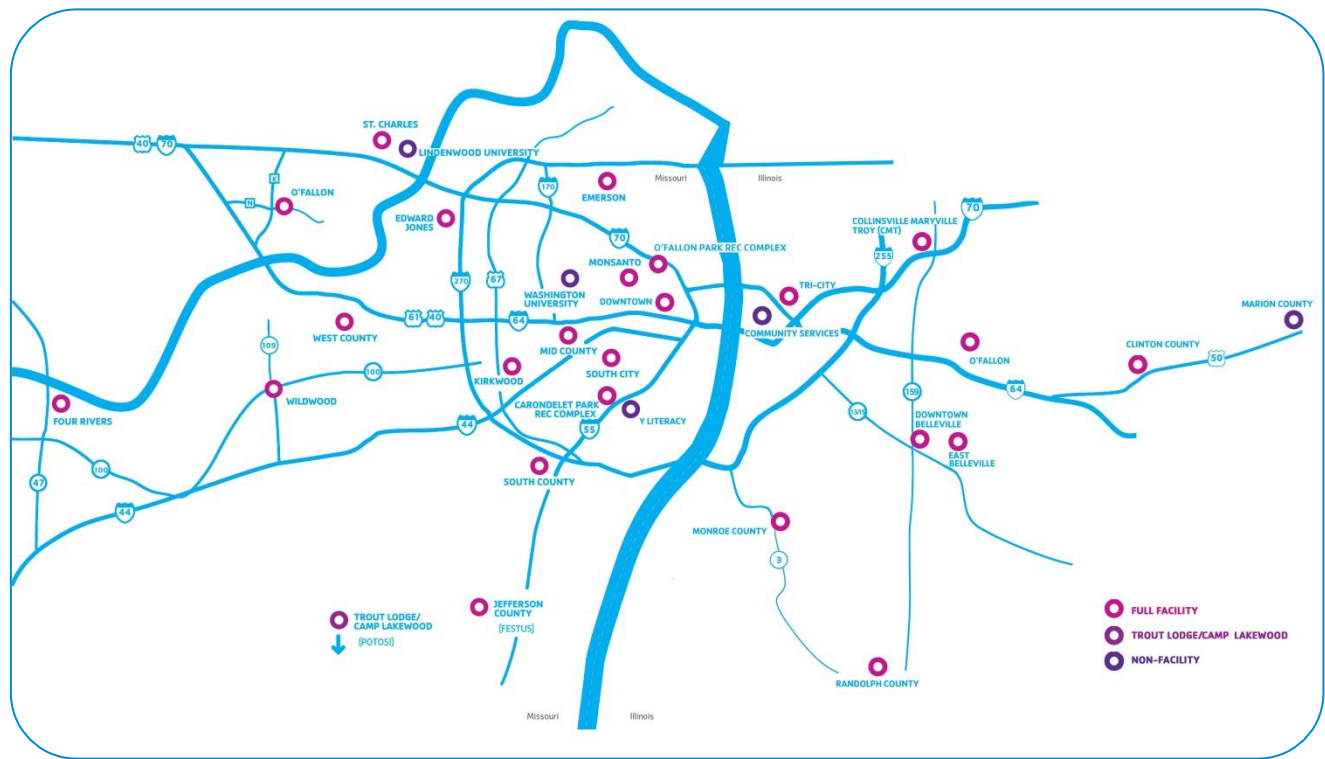 ST. CHARLES
40
70
LINDENWOOD UNIVERSITY
K
N
O'FALLON
170
EMERSON
Missouri
Illinois
EDWARD
JONES
70
COLLINSVILLE MARYVILLE
TROY (CMT)
70
O'FALLON PARK REC COMPLEX
255
MONSANTO
270
67
WASHINGTON
UNIVERSITY
DOWNTOWN
TRI-CITY
MARION COUNTY
61
40
64
COMMUNITY SERVICES
WEST COUNTY
109
MID COUNTY
CLINTON COUNTY
50
O'FALLON
SOUTH CITY
100
KIRKWOOD
64
159
WILDWOOD
CARONDELET PARK
REC COMPLEX
Y LITERACY
13/15
DOWNTOWN
BELLEVILLE
FOUR RIVERS
44
55
EAST
BELLEVILLE
100
47
SOUTH COUNTY
44
MONROE COUNTY
3
JEFFERSON
COUNTY
(FESTUS)
TROUT LODGE/
CAMP LAKEWOOD
(POTOSI)
FULL FACILITY
TROUT LODGE/CAMP LAKEWOOD
NON-FACILITY
RANDOLPH COUNTY
Missouri
Illinois